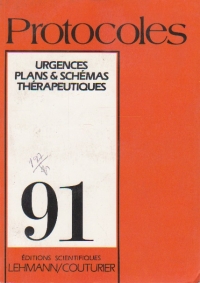 Protocoles
URGENCES
PLANS & SCHÉMAS
THÉRAPEUTIQUES
91
ÉDITIONS SCIENTIFIQUES
LEHMANN/COUTURIER